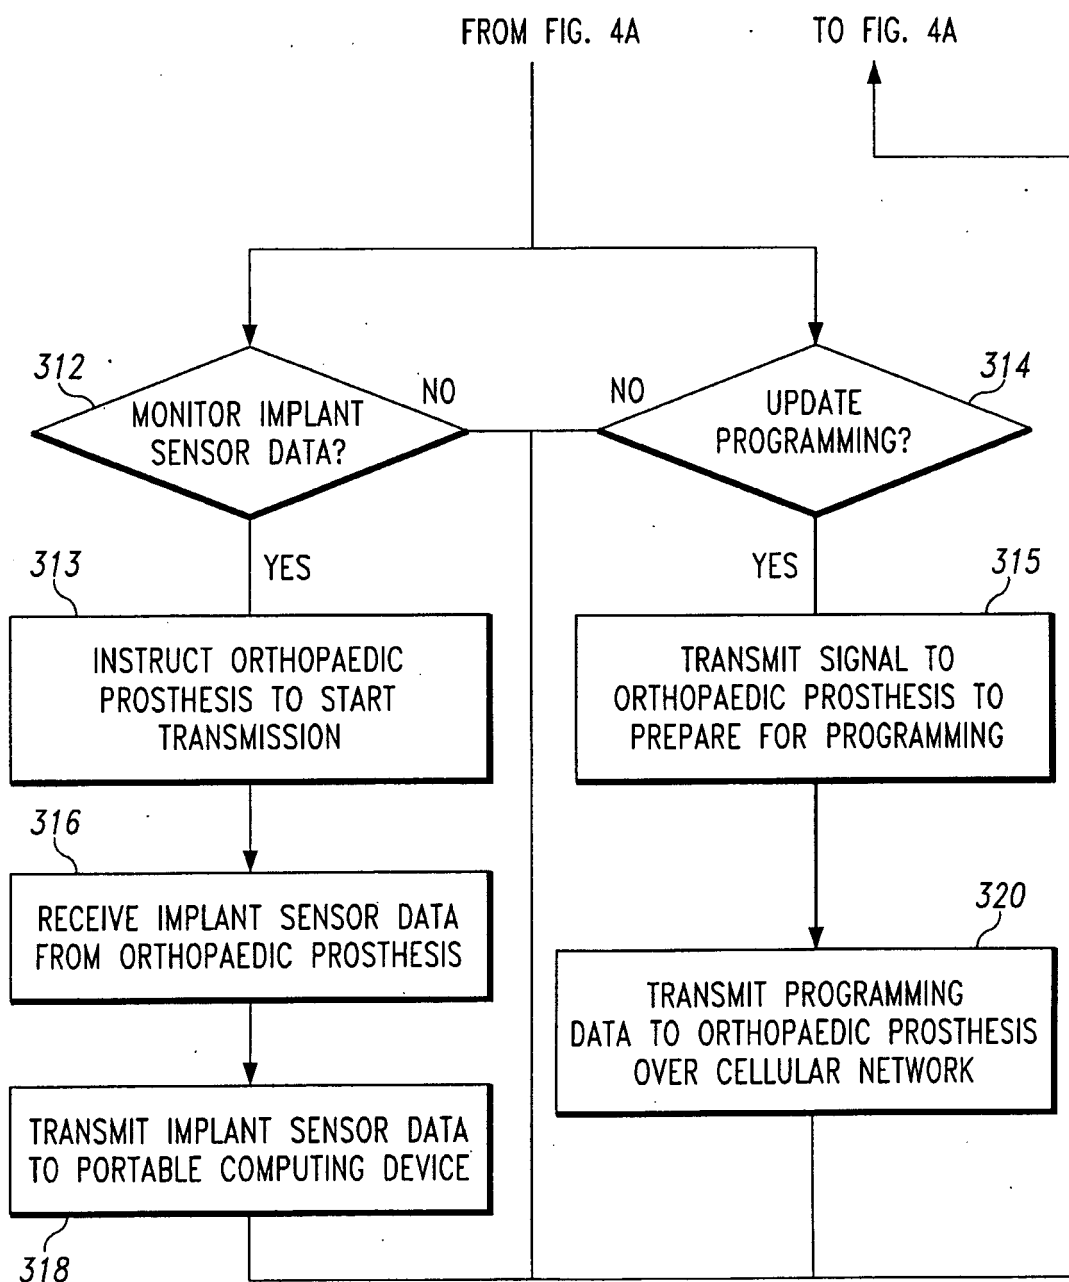 FROM FIG. 4A
TO FIG. 4A
312
MONITOR IMPLANT
SENSOR DATA?
NO
NO
314
UPDATE
PROGRAMMING?
313
YES
INSTRUCT ORTHOPAEDIC
PROSTHESIS TO START
TRANSMISSION
YES
315
TRANSMIT SIGNAL TO
ORTHOPAEDIC PROSTHESIS TO
PREPARE FOR PROGRAMMING
316
RECEIVE IMPLANT SENSOR DATA
FROM ORTHOPAEDIC PROSTHESIS
320
TRANSMIT PROGRAMMING
DATA TO ORTHOPAEDIC PROSTHESIS
OVER CELLULAR NETWORK
TRANSMIT IMPLANT SENSOR DATA
TO PORTABLE COMPUTING DEVICE
318